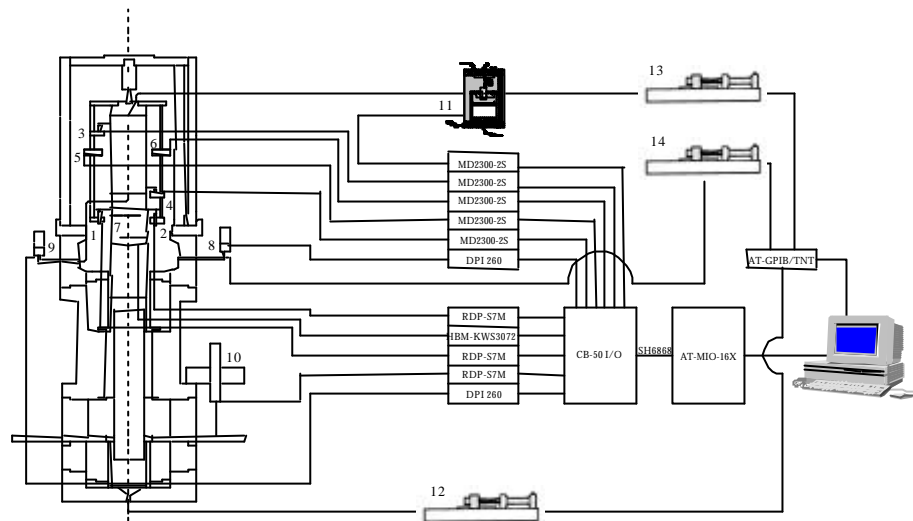 13
11
3
14
6
5
MD2300-2S
MD2300-2S
MD2300-2S
MD2300-2S
MD2300-2S
DPI 260
4
1
7
2
9
8
AT-GPIB/TNT
RDP-S7M
HBM-KWS3072
RDP-S7M
RDP-S7M
DPI 260
CB-50 I/O
SH6868
AT-MIO-16X
10
12